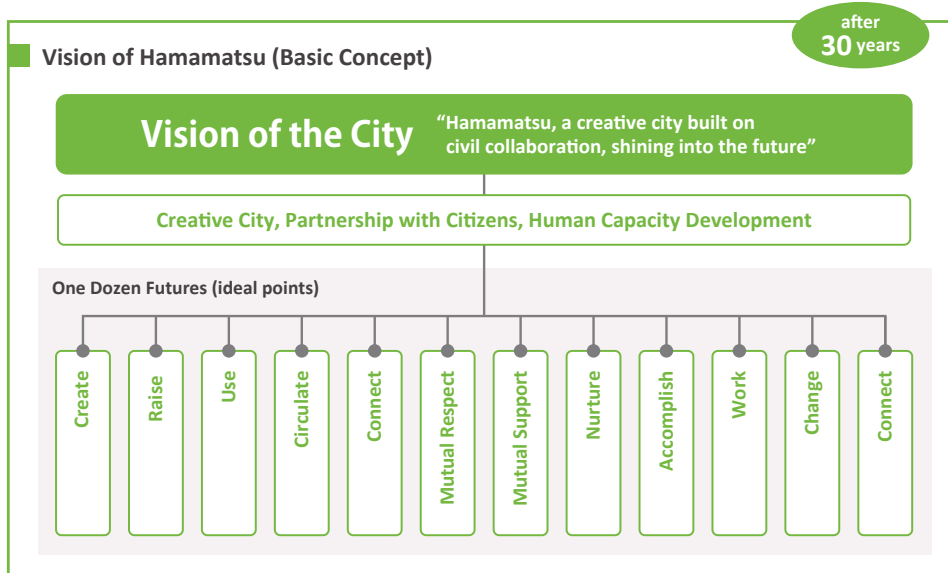 after
30 years
Vision of Hamamatsu (Basic Concept)
Vision of the City
“Hamamatsu, a creative city built on
civil collaboration, shining into the future”
Creative City, Partnership with Citizens, Human Capacity Development
One Dozen Futures (ideal points)
Create
Raise
Use
Circulate
Connect
Mutual Respect
Mutual Support
Nurture
Accomplish
Work
Change
Connect